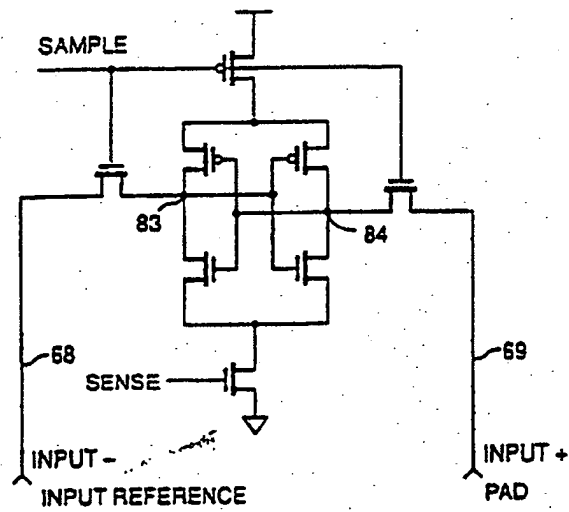 SAMPLE
83
84
68
69
SENSE
INPUT -
INPUT REFERENCE
INPUT +
PAD